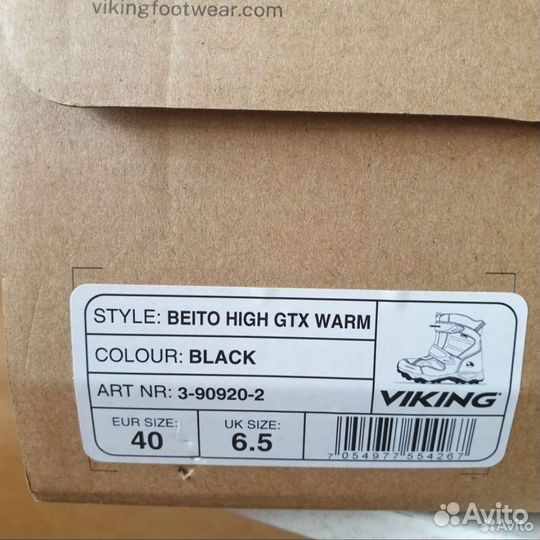 vikingfootwear.com
STYLE: BEITO HIGH GTX WARM
COLOUR: BLACK
ART NR: 3-90920-2
VIKING
EUR SIZE:
40
UK SIZE:
6.5
7 054977 554267
Avito
Avito